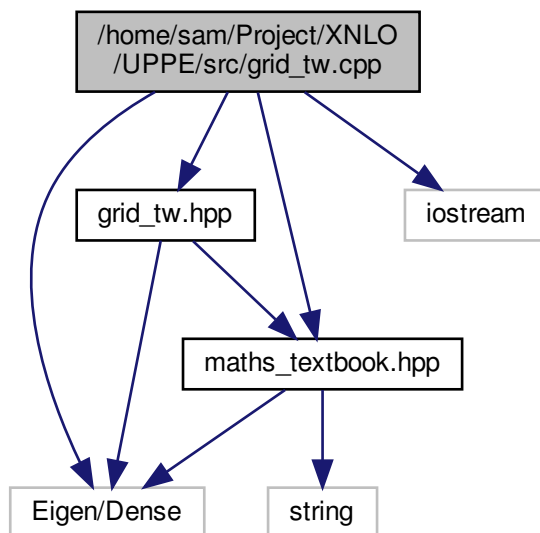 /home/sam/Project/XNLO
/UPPE/src/grid_tw.cpp
grid_tw.hpp
iostream
maths_textbook.hpp
Eigen/Dense
string